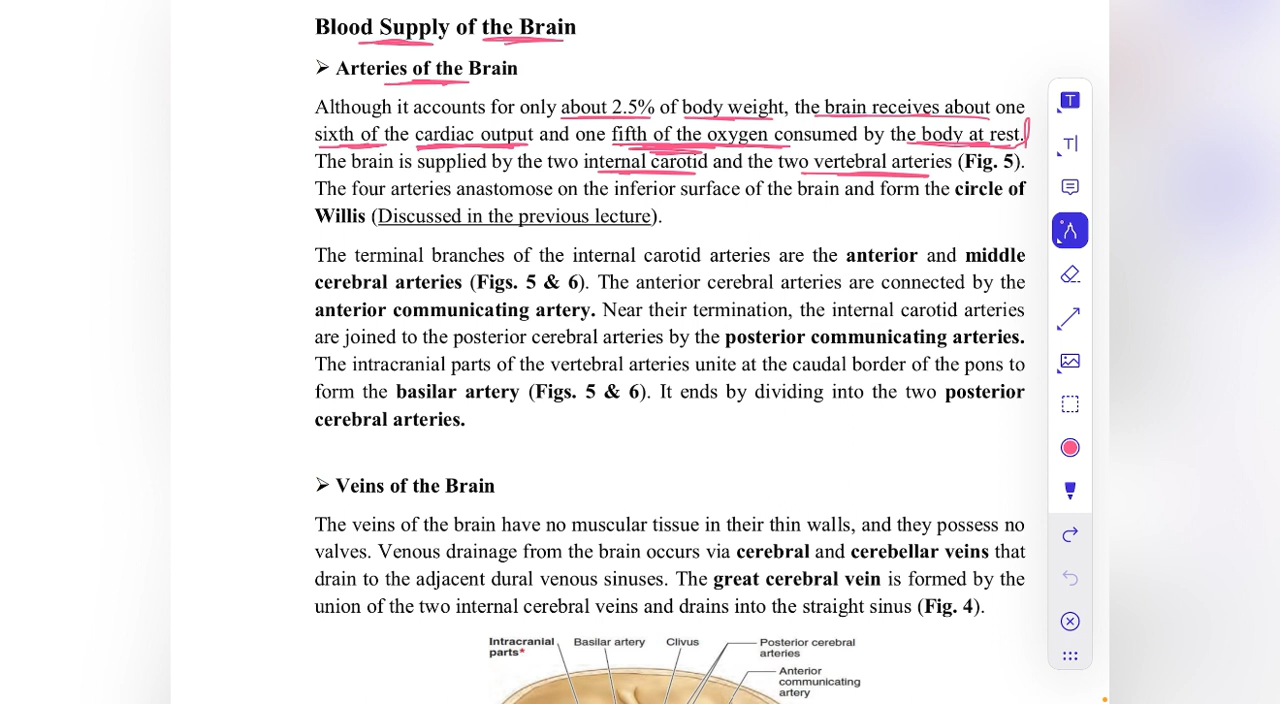 Blood Supply of the Brain
➢ Arteries of the Brain
Although it accounts for only about 2.5% of body weight, the brain receives about one
sixth of the cardiac output and one fifth of the oxygen consumed by the body at rest.
The brain is supplied by the two internal carotid and the two vertebral arteries (Fig. 5).
The four arteries anastomose on the inferior surface of the brain and form the circle of
Willis (Discussed in the previous lecture).
The terminal branches of the internal carotid arteries are the anterior and middle
cerebral arteries (Figs. 5 & 6). The anterior cerebral arteries are connected by the
anterior communicating artery. Near their termination, the internal carotid arteries
are joined to the posterior cerebral arteries by the posterior communicating arteries.
The intracranial parts of the vertebral arteries unite at the caudal border of the pons to
form the basilar artery (Figs. 5 & 6). It ends by dividing into the two posterior
cerebral arteries.
➢ Veins of the Brain
The veins of the brain have no muscular tissue in their thin walls, and they possess no
valves. Venous drainage from the brain occurs via cerebral and cerebellar veins that
drain to the adjacent dural venous sinuses. The great cerebral vein is formed by the
union of the two internal cerebral veins and drains into the straight sinus (Fig. 4).
Intracranial parts*
Basilar artery
Clivus
Posterior cerebral
arteries
Anterior
communicating
artery
T
T